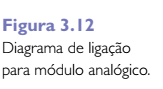 Figura 3.12
Diagrama de ligação
para módulo analógico.